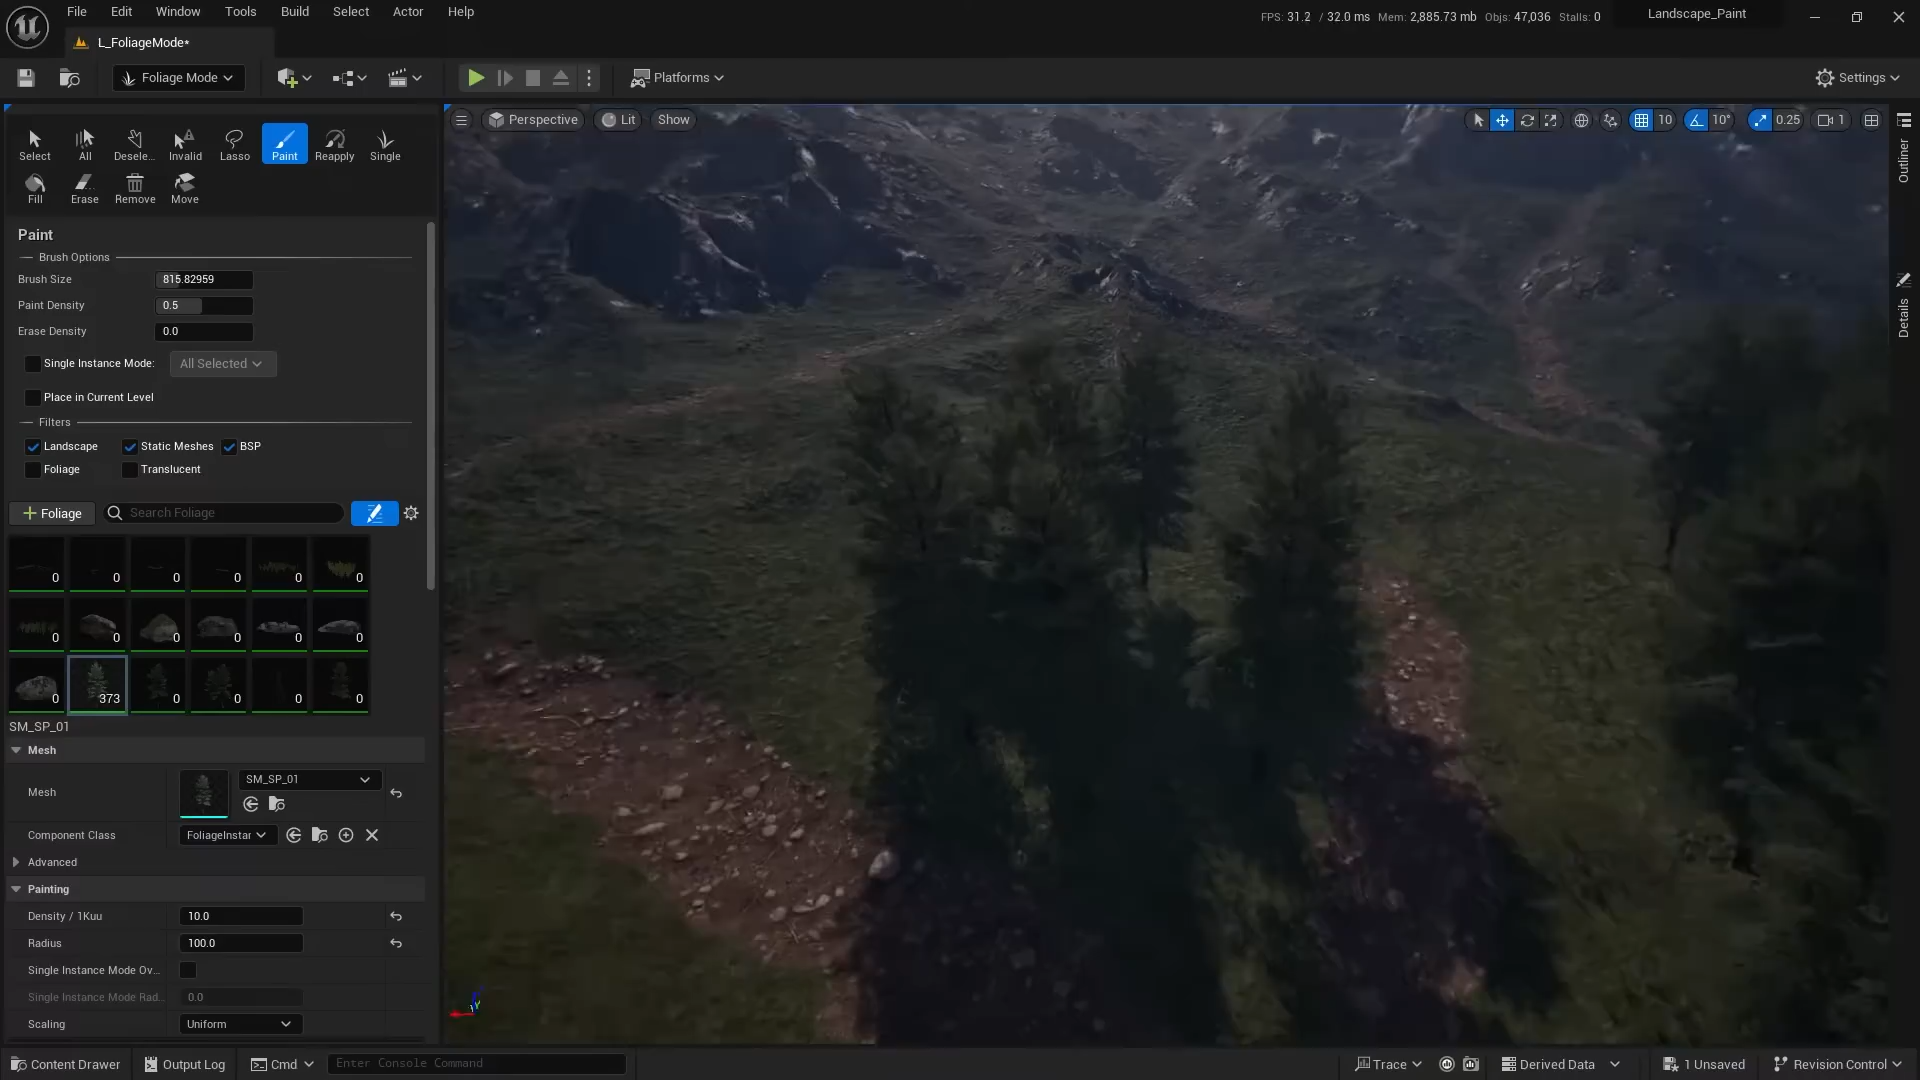 File Edit Window Tools Build Select Actor Help
FPS: 31.2 / 32.0 ms Mem: 2,885.73 mb Objs: 47,036 Stalls: 0
Landscape_Paint
L_FoliageMode*
Foliage Mode
Platforms
Settings
Select All Desele... Invalid Lasso Paint Reapply Single
Fill Erase Remove Move
Perspective Lit Show
10 10° 0.25 1
Outliner
Details
Paint
Brush Options
Brush Size 815.82959
Paint Density 0.5
Erase Density 0.0
Single Instance Mode: All Selected
Place in Current Level
Filters
Landscape Static Meshes BSP
Foliage Translucent
Foliage Search Foliage
0 0 0 0 0 0
0 0 0 0 0 0
0 373 0 0 0 0
SM_SP_01
Mesh
Mesh SM_SP_01
Component Class FoliageInstar
Advanced
Painting
Density / 1Kuu 10.0
Radius 100.0
Single Instance Mode Ov...
Single Instance Mode Rad.. 0.0
Scaling Uniform
Content Drawer Output Log Cmd Enter Console Command
Trace Derived Data 1 Unsaved Revision Control